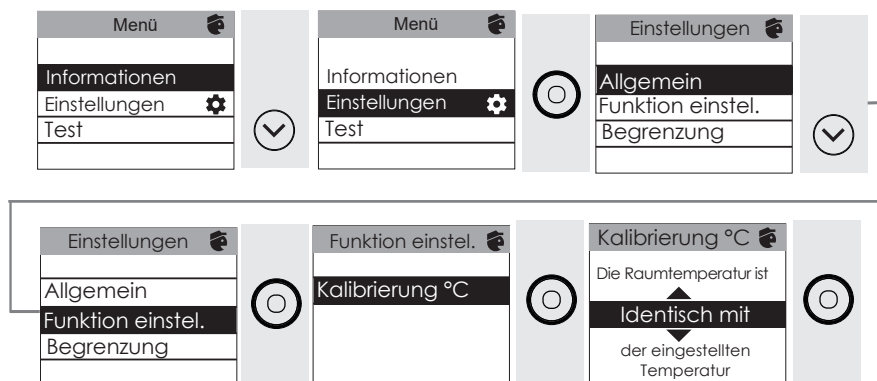 Menü
Informationen
Einstellungen
Test
Menü
Informationen
Einstellungen
Test
Einstellungen
Allgemein
Funktion einstel.
Begrenzung
Einstellungen
Allgemein
Funktion einstel.
Begrenzung
Funktion einstel.
Kalibrierung °C
Kalibrierung °C
Die Raumtemperatur ist
Identisch mit
der eingestellten
Temperatur